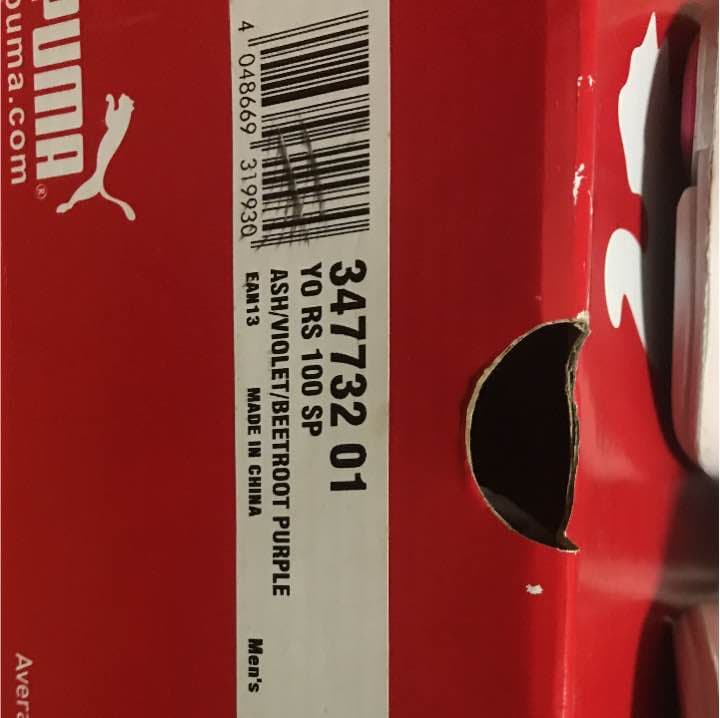 PUMA®
puma.com
4 048669 319930
347732 01
YO RS 100 SP
ASH/VIOLET/BEETROOT PURPLE
EAN13 MADE IN CHINA Men's